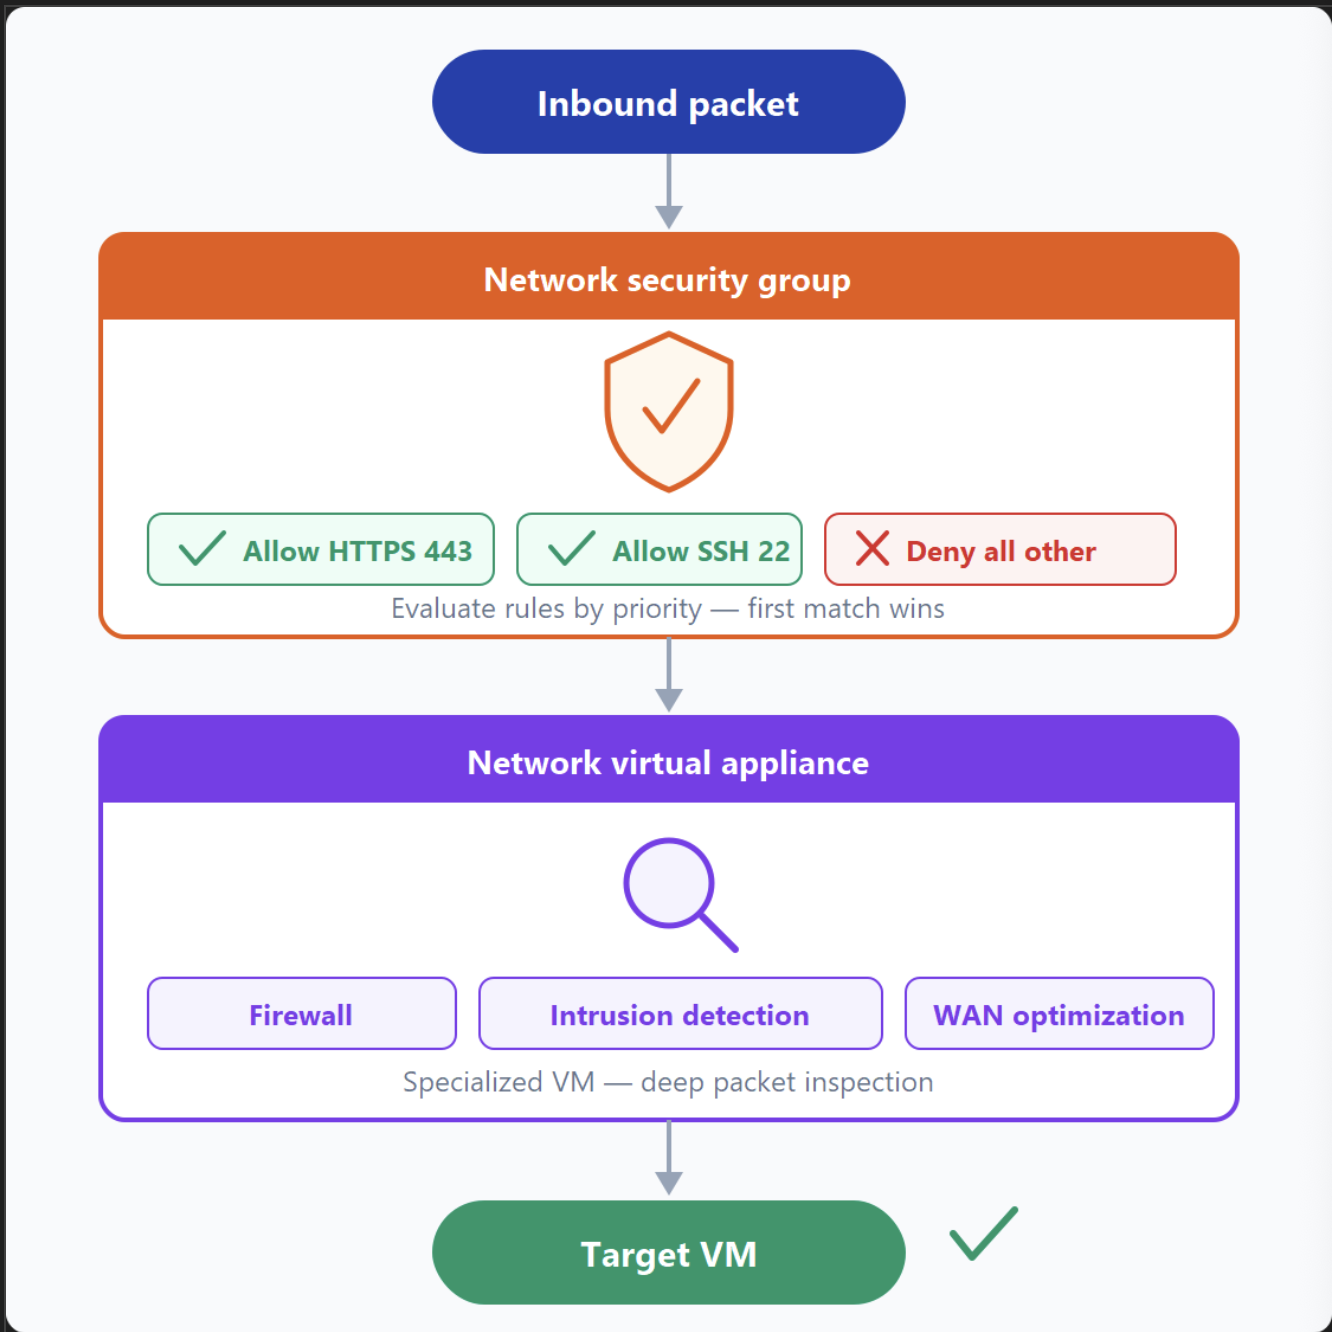 Inbound packet
Network security group
Allow HTTPS 443
Allow SSH 22
Deny all other
Evaluate rules by priority — first match wins
Network virtual appliance
Firewall
Intrusion detection
WAN optimization
Specialized VM — deep packet inspection
Target VM